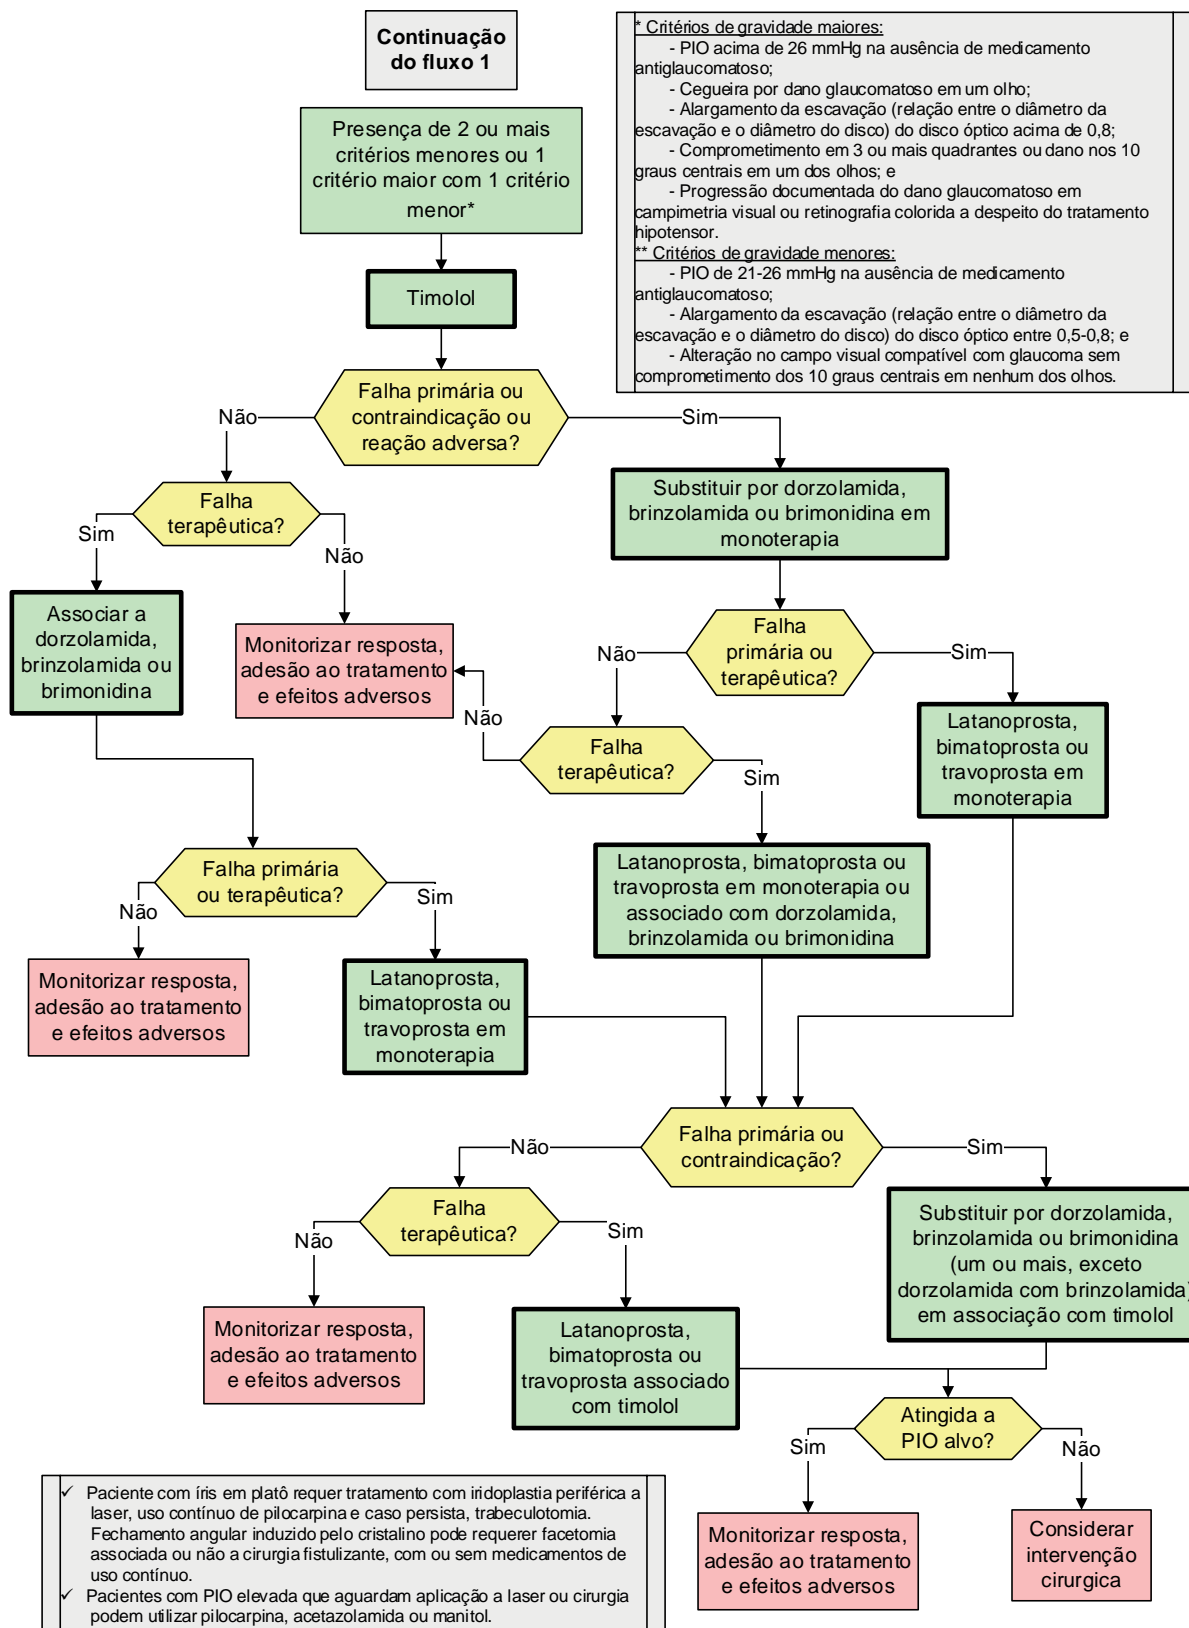 Continuação
do fluxo 1
* Critérios de gravidade maiores:
- PIO acima de 26 mmHg na ausência de medicamento
antiglaucomatoso;
- Cegueira por dano glaucomatoso em um olho;
- Alargamento da escavação (relação entre o diâmetro da
escavação e o diâmetro do disco) do disco óptico acima de 0,8;
- Comprometimento em 3 ou mais quadrantes ou dano nos 10
graus centrais em um dos olhos; e
- Progressão documentada do dano glaucomatoso em
campimetria visual ou retinografia colorida a despeito do tratamento
hipotensor.
** Critérios de gravidade menores:
- PIO de 21-26 mmHg na ausência de medicamento
antiglaucomatoso;
- Alargamento da escavação (relação entre o diâmetro da
escavação e o diâmetro do disco) do disco óptico entre 0,5-0,8; e
- Alteração no campo visual compatível com glaucoma sem
comprometimento dos 10 graus centrais em nenhum dos olhos.
Presença de 2 ou mais
critérios menores ou 1
critério maior com 1 critério
menor*
Timolol
Falha primária ou
contraindicação ou
reação adversa?
Não
Sim
Falha
terapêutica?
Substituir por dorzolamida,
brinzolamida ou brimonidina em
monoterapia
Sim
Não
Associar a
dorzolamida,
brinzolamida ou
brimonidina
Monitorizar resposta,
adesão ao tratamento
e efeitos adversos
Falha
primária ou
terapêutica?
Não
Sim
Não
Falha
terapêutica?
Sim
Latanoprosta,
bimatoprosta ou
travoprosta em
monoterapia
Falha primária
ou terapêutica?
Não
Sim
Latanoprosta, bimatoprosta ou
travoprosta em monoterapia ou
associado com dorzolamida,
brinzolamida ou brimonidina
Monitorizar resposta,
adesão ao tratamento
e efeitos adversos
Latanoprosta,
bimatoprosta ou
travoprosta em
monoterapia
Falha primária ou
contraindicação?
Não
Sim
Falha
terapêutica?
Não
Sim
Substituir por dorzolamida,
brinzolamida ou brimonidina
(um ou mais, exceto
dorzolamida com brinzolamida)
em associação com timolol
Monitorizar resposta,
adesão ao tratamento
e efeitos adversos
Latanoprosta,
bimatoprosta ou
travoprosta associado
com timolol
Atingida a
PIO alvo?
Sim
Não
Monitorizar resposta,
adesão ao tratamento
e efeitos adversos
Considerar
intervenção
cirurgica
✓ Paciente com íris em platô requer tratamento com iridoplastia periférica a
laser, uso contínuo de pilocarpina e caso persista, trabeculotomia.
Fechamento angular induzido pelo cristalino pode requerer facetomia
associada ou não a cirurgia fistulizante, com ou sem medicamentos de
uso contínuo.
✓ Pacientes com PIO elevada que aguardam aplicação a laser ou cirurgia
podem utilizar pilocarpina, acetazolamida ou manitol.